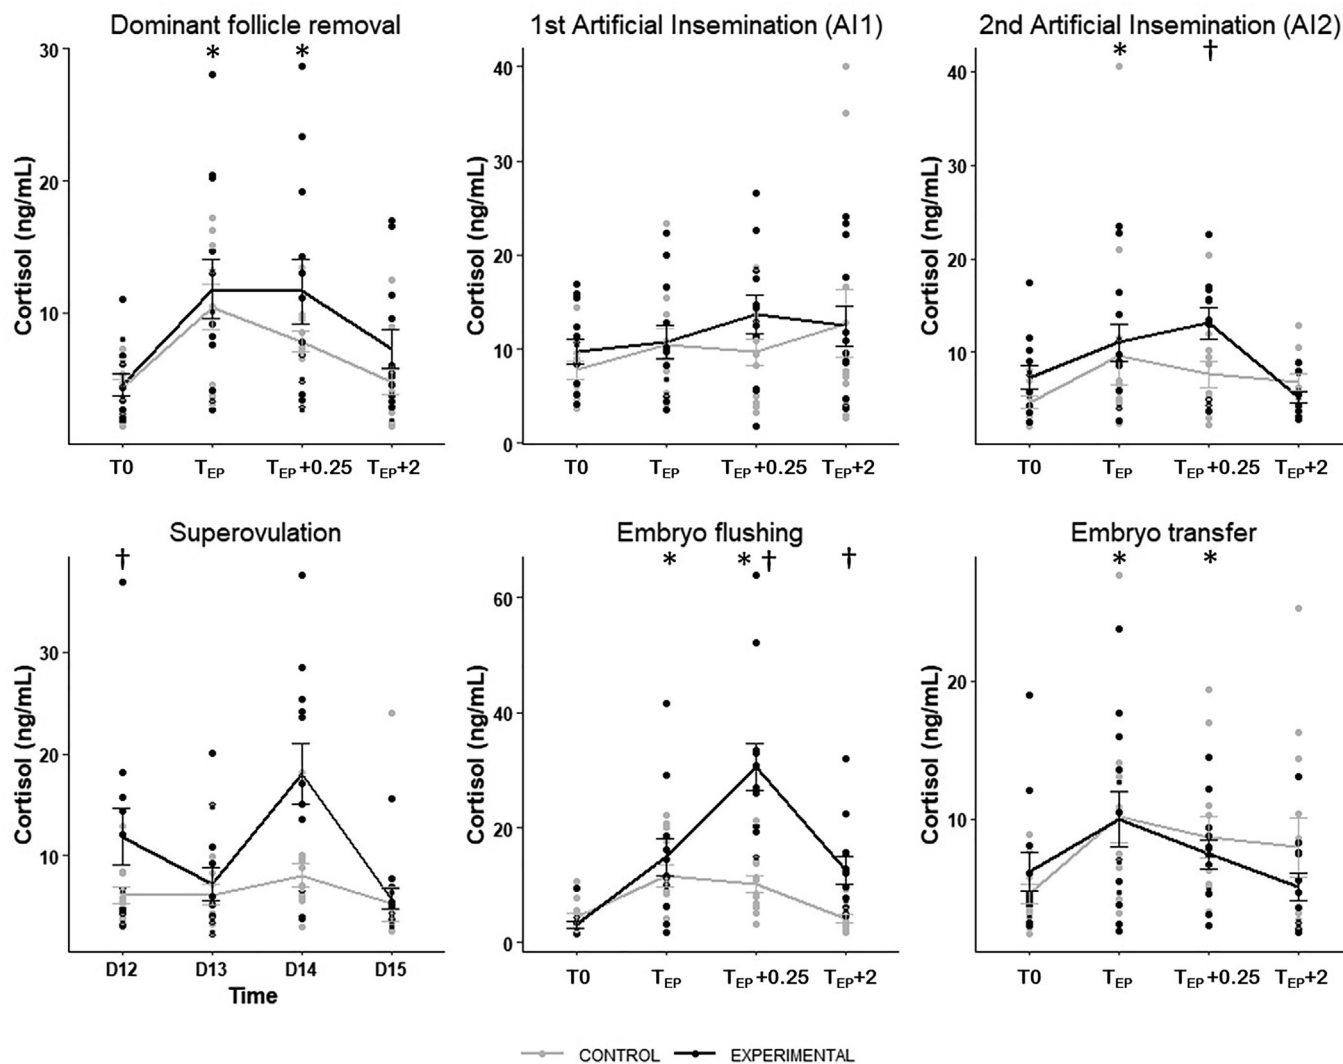 Dominant follicle removal
* *
Cortisol (ng/mL)
30
20
10
T0 TEP TEP+0.25 TEP+2
1st Artificial Insemination (AI1)
Cortisol (ng/mL)
40
30
20
10
0
T0 TEP TEP+0.25 TEP+2
2nd Artificial Insemination (AI2)
* †
Cortisol (ng/mL)
40
30
20
10
T0 TEP TEP+0.25 TEP+2
Superovulation
†
Cortisol (ng/mL)
30
20
10
D12 D13 D14 D15
Time
Embryo flushing
* * † †
Cortisol (ng/mL)
60
40
20
0
T0 TEP TEP+0.25 TEP+2
Embryo transfer
* *
Cortisol (ng/mL)
20
10
T0 TEP TEP+0.25 TEP+2
CONTROL EXPERIMENTAL